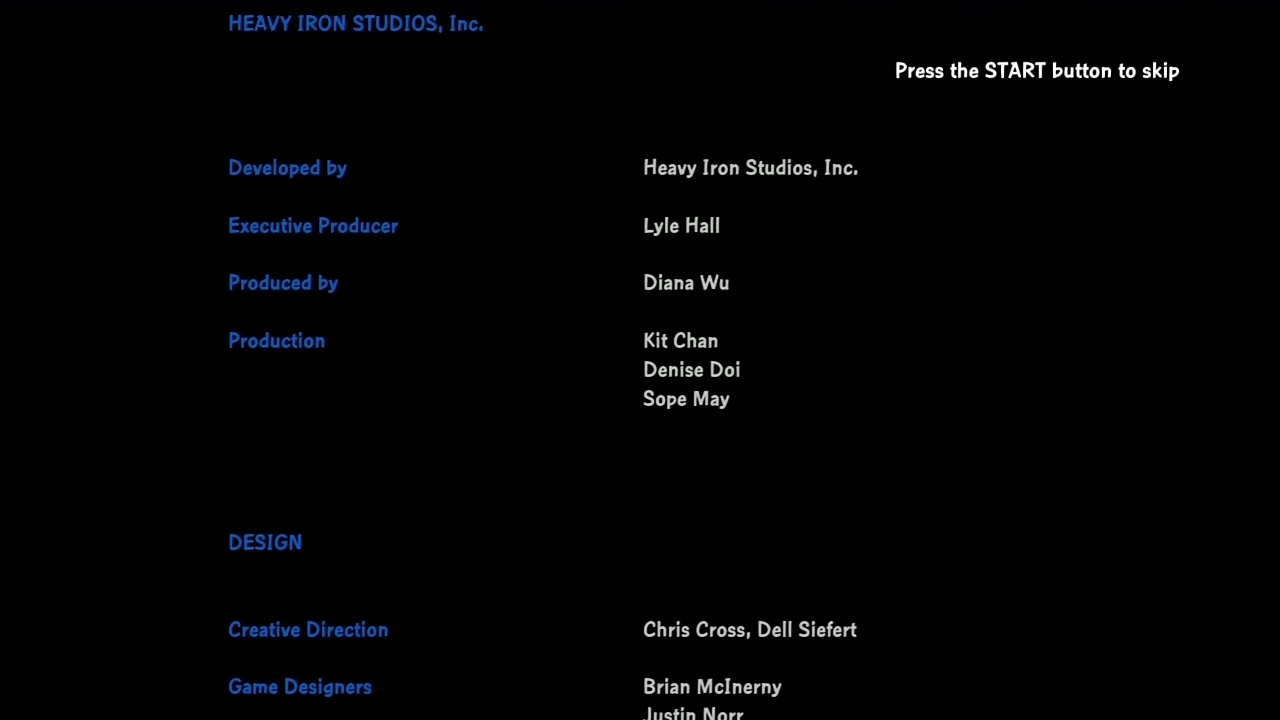 HEAVY IRON STUDIOS, Inc.
Press the START button to skip
Developed by Heavy Iron Studios, Inc.
Executive Producer Lyle Hall
Produced by Diana Wu
Production Kit Chan
Denise Doi
Sope May
DESIGN
Creative Direction Chris Cross, Dell Siefert
Game Designers Brian McInerny
Justin Norr